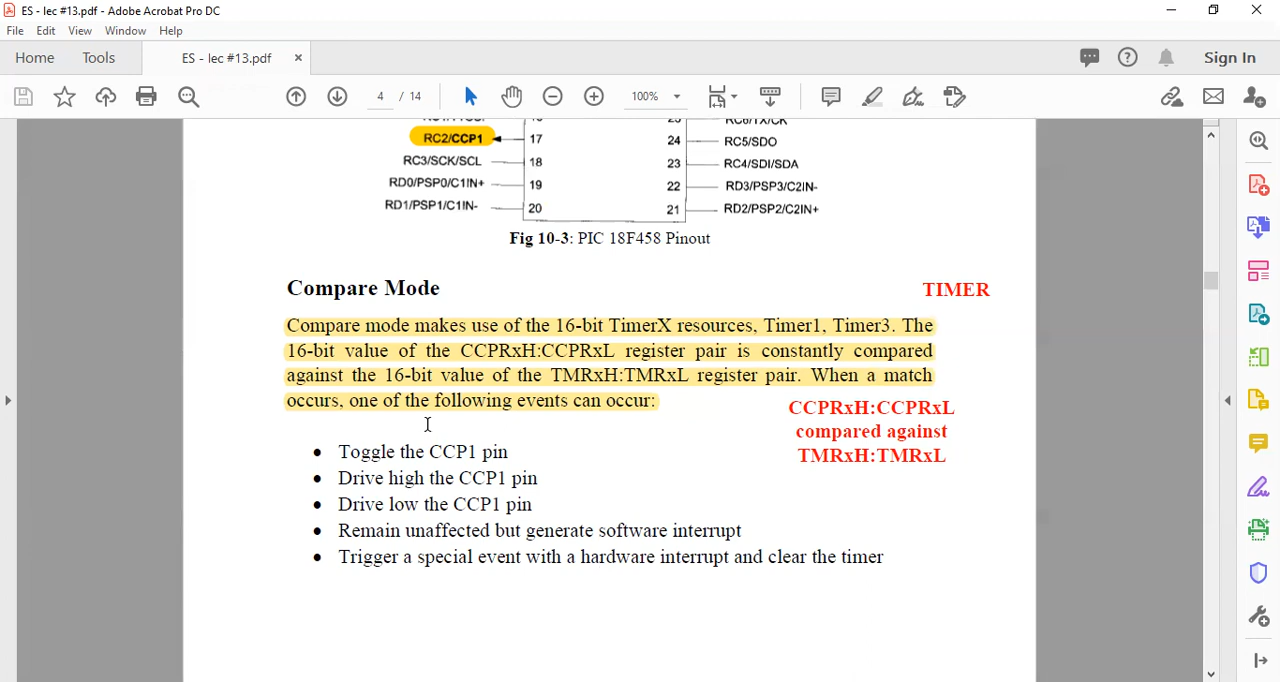 ES - lec #13.pdf - Adobe Acrobat Pro DC
File Edit View Window Help
Home Tools ES - lec #13.pdf × Sign In
4 / 14 100%
RC6/TX/CK
RC2/CCP1 17 24 RC5/SDO
RC3/SCK/SCL 18 23 RC4/SDI/SDA
RD0/PSP0/C1IN+ 19 22 RD3/PSP3/C2IN-
RD1/PSP1/C1IN- 20 21 RD2/PSP2/C2IN+
Fig 10-3: PIC 18F458 Pinout
Compare Mode TIMER
Compare mode makes use of the 16-bit TimerX resources, Timer1, Timer3. The
16-bit value of the CCPRxH:CCPRxL register pair is constantly compared
against the 16-bit value of the TMRxH:TMRxL register pair. When a match
occurs, one of the following events can occur:
CCPRxH:CCPRxL
compared against
TMRxH:TMRxL
• Toggle the CCP1 pin
• Drive high the CCP1 pin
• Drive low the CCP1 pin
• Remain unaffected but generate software interrupt
• Trigger a special event with a hardware interrupt and clear the timer